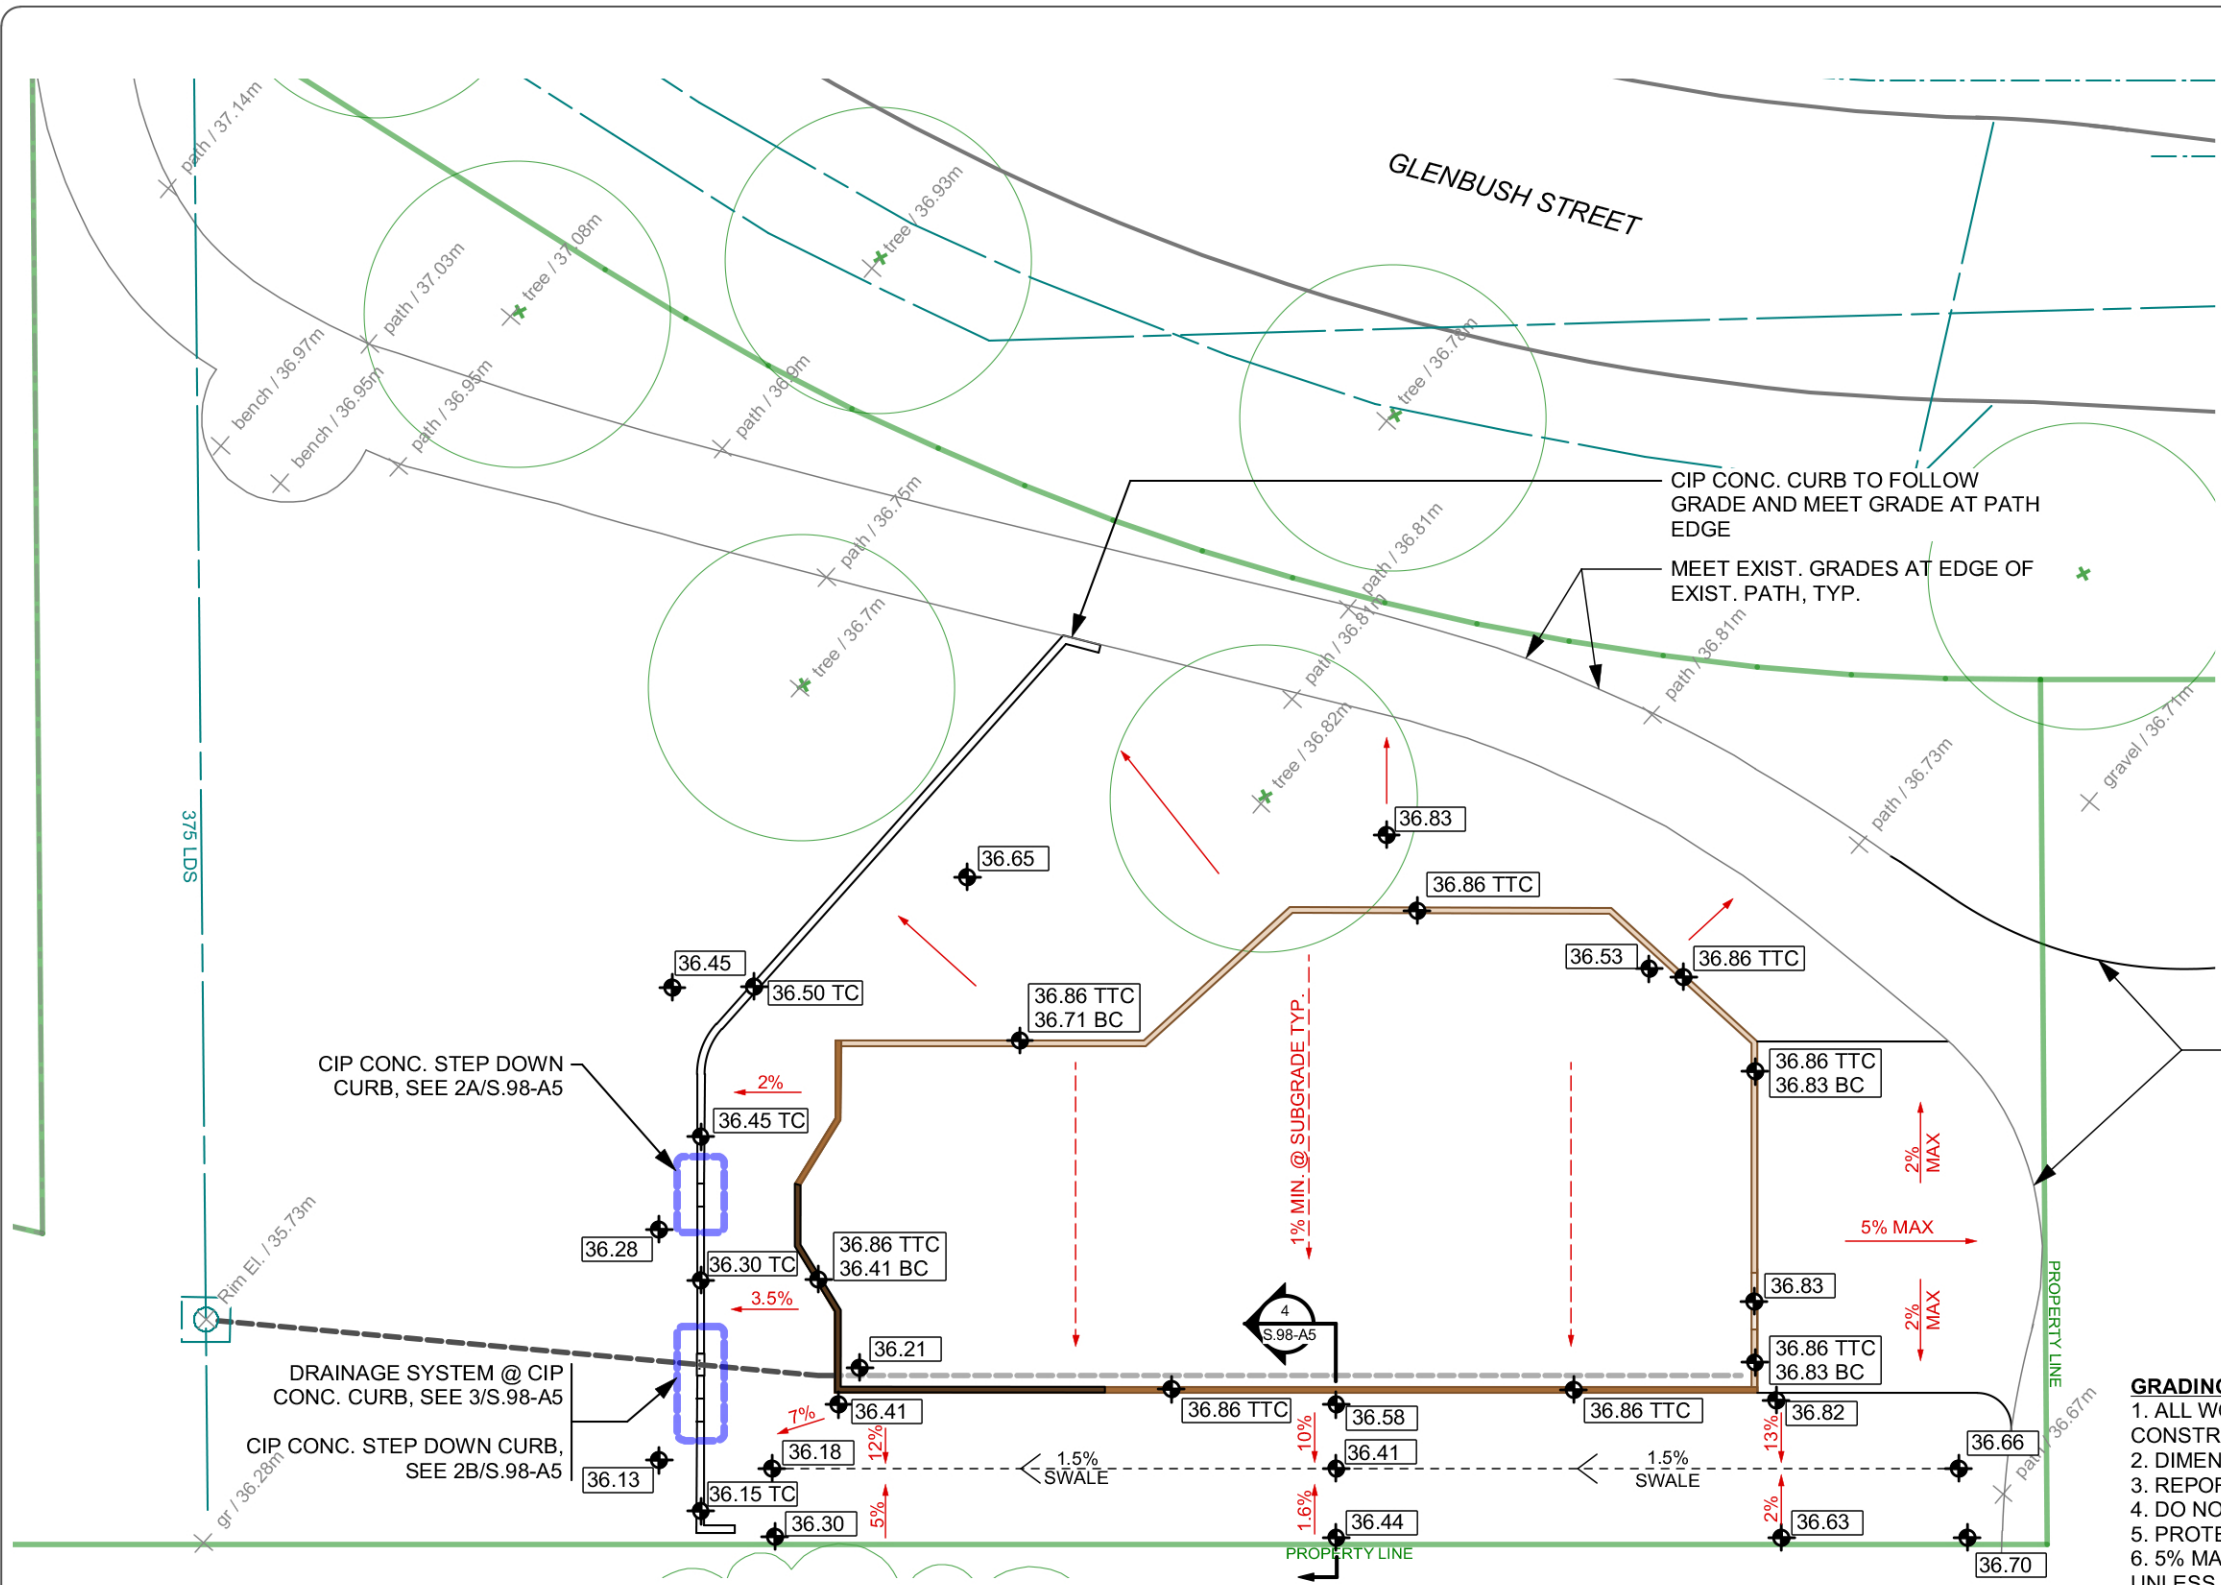 path / 37.14m
tree / 36.93m
GLENBUSH STREET
tree / 37.08m
path / 37.03m
bench / 36.97m
bench / 36.95m
path / 36.95m
path / 36.9m
tree / 36.78m
path / 36.75m
CIP CONC. CURB TO FOLLOW
GRADE AND MEET GRADE AT PATH
EDGE
path / 36.81m
MEET EXIST. GRADES AT EDGE OF
EXIST. PATH, TYP.
tree / 36.7m
path / 36.81m
path / 36.81m
tree / 36.82m
gravel / 36.71m
path / 36.73m
375 LDS
36.83
36.65
36.86 TTC
36.45
36.50 TC
36.53
36.86 TTC
36.86 TTC
36.71 BC
1% MIN. @ SUBGRADE TYP.
CIP CONC. STEP DOWN
CURB, SEE 2A/S.98-A5
2%
36.45 TC
36.86 TTC
36.83 BC
2%
MAX
5% MAX
36.28
36.86 TTC
36.41 BC
36.30 TC
Rim El. / 35.73m
3.5%
36.83
2%
MAX
PROPERTY LINE
4
S.98-A5
36.21
36.86 TTC
36.83 BC
DRAINAGE SYSTEM @ CIP
CONC. CURB, SEE 3/S.98-A5
CIP CONC. STEP DOWN CURB,
SEE 2B/S.98-A5
36.41
36.86 TTC
36.58
36.86 TTC
36.82
7%
12%
10%
13%
36.18
1.5%
SWALE
36.41
1.5%
SWALE
36.66
path / 36.67m
36.13
36.15 TC
gr / 36.28m
36.30
5%
1.6%
36.44
2%
36.63
36.70
PROPERTY LINE
GRADING
1. ALL WO
CONSTR
2. DIMEN
3. REPOR
4. DO NO
5. PROTE
6. 5% MA
UNLESS